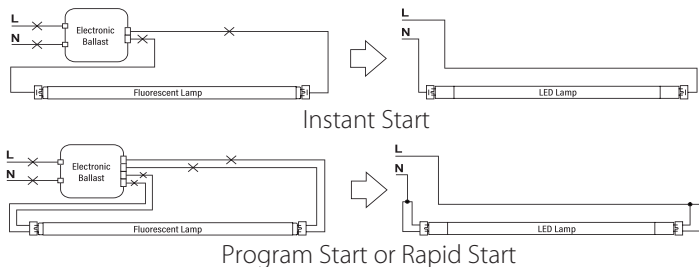 L
N
Electronic
Ballast
Fluorescent Lamp
L
N
LED Lamp
Instant Start
L
N
Electronic
Ballast
Fluorescent Lamp
L
N
LED Lamp
Program Start or Rapid Start